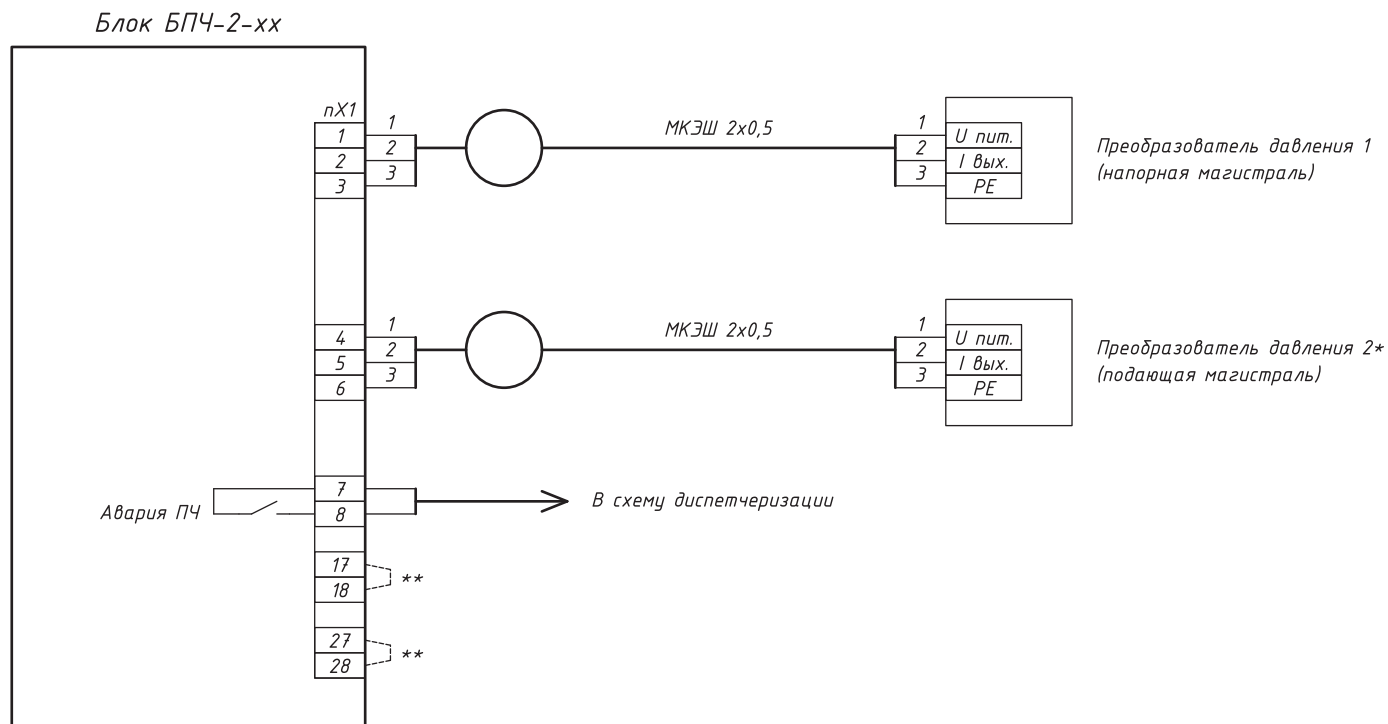 Блок БПЧ-2-хх
пХ1
1
2
3
1
2
3
МКЭШ 2х0,5
1
2
3
U пит.
I вых.
PE
Преобразователь давления 1
(напорная магистраль)
4
5
6
1
2
3
МКЭШ 2х0,5
1
2
3
U пит.
I вых.
PE
Преобразователь давления 2*
(подающая магистраль)
Авария ПЧ
7
8
В схему диспетчеризации
17
18
**
27
28
**